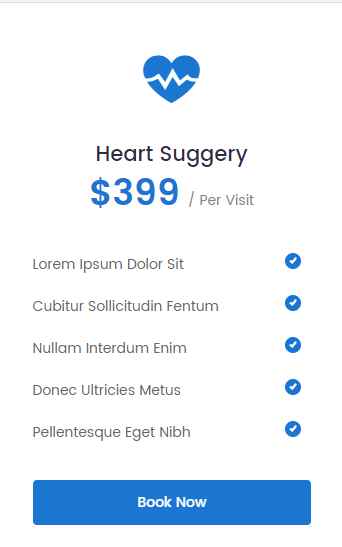 Heart Suggery
$399 / Per Visit
Lorem Ipsum Dolor Sit
Cubitur Sollicitudin Fentum
Nullam Interdum Enim
Donec Ultricies Metus
Pellentesque Eget Nibh
Book Now